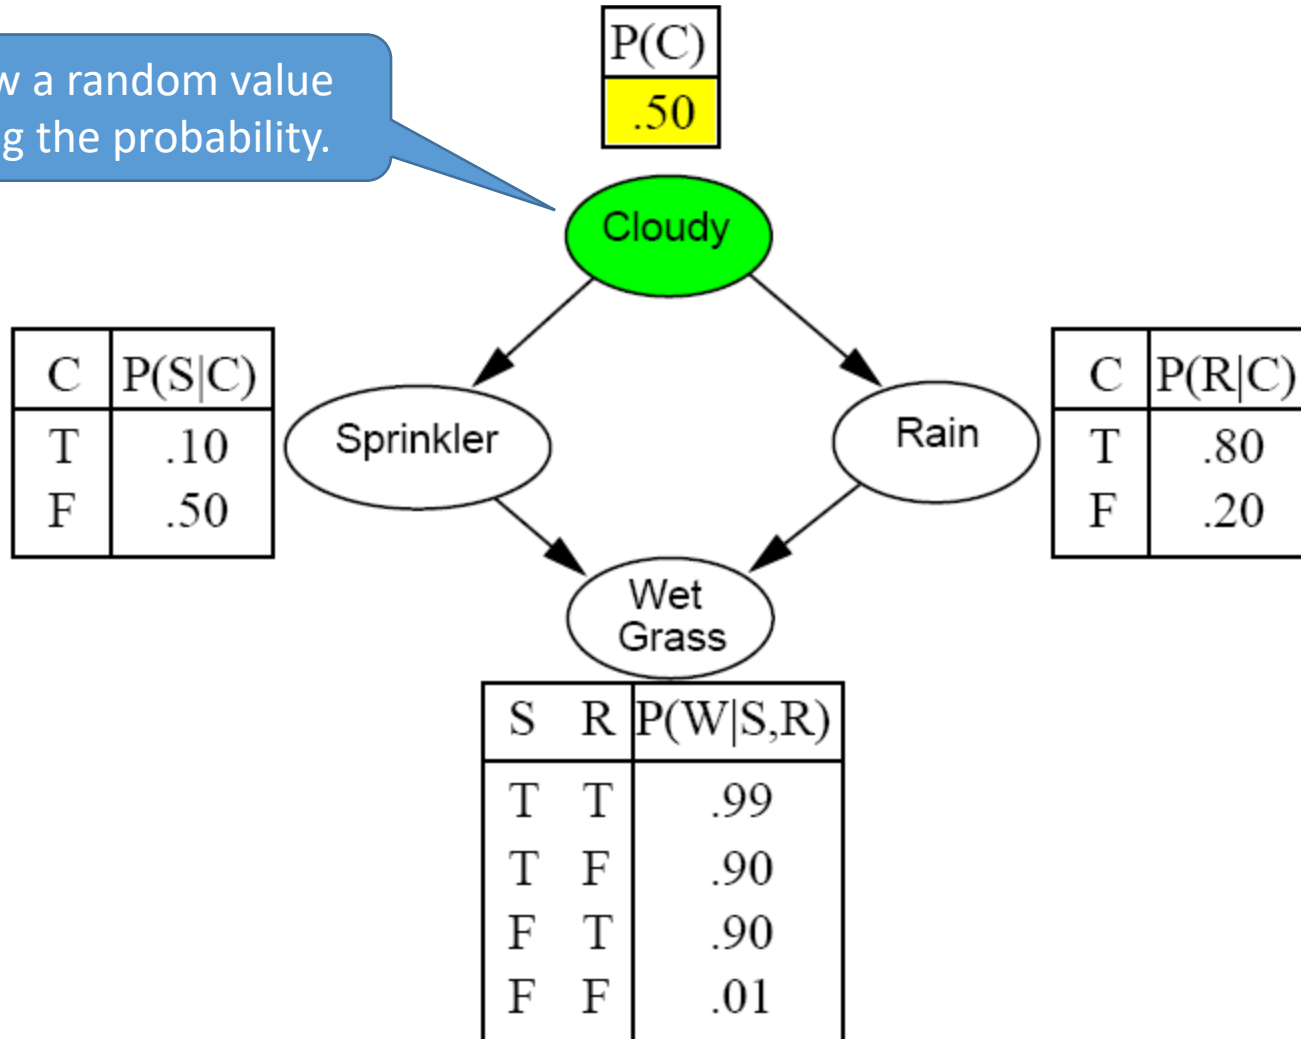 a random value
the probability.
P(C)
.50
Cloudy
C P(S|C)
T .10
F .50
Sprinkler
Rain
C P(R|C)
T .80
F .20
Wet
Grass
S R P(W|S,R)
T T .99
T F .90
F T .90
F F .01